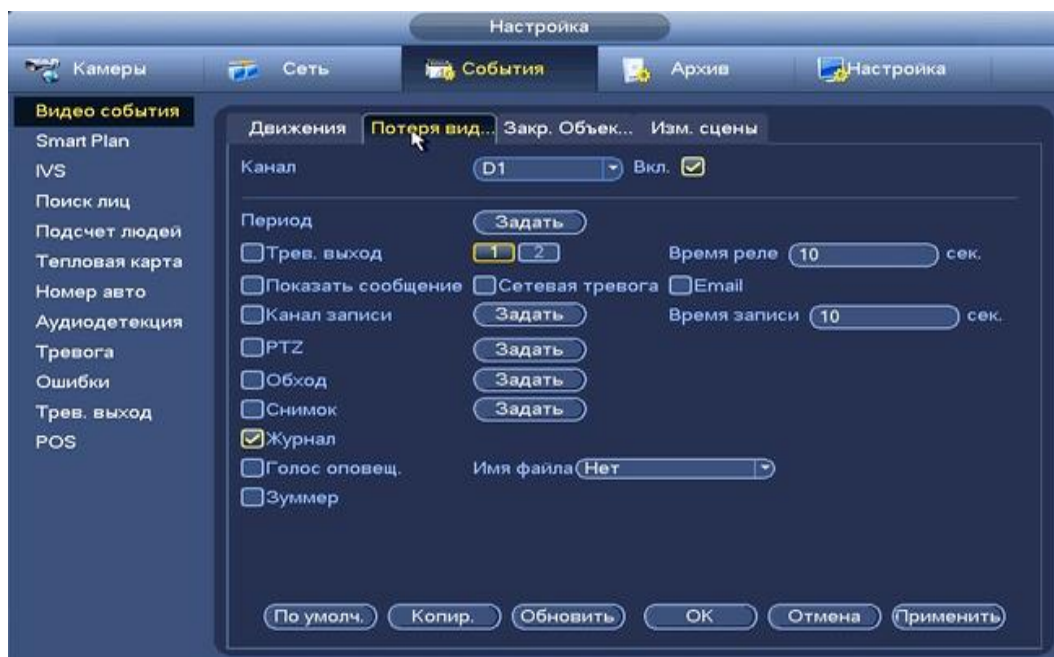 Настройка
Камеры Сеть События Архив Настройка
Видео события
Smart Plan
IVS
Поиск лиц
Подсчет людей
Тепловая карта
Номер авто
Аудиодетекция
Тревога
Ошибки
Трев. выход
POS
Движения Потеря вид... Закр. Объек... Изм. сцены
Канал D1 Вкл.
Период Задать
Трев. выход 1 2 Время реле 10 сек.
Показать сообщение Сетевая тревога Email
Канал записи Задать Время записи 10 сек.
PTZ Задать
Обход Задать
Снимок Задать
Журнал
Голос оповещ. Имя файла Нет
Зуммер
По умолч. Копир. Обновить OK Отмена Применить